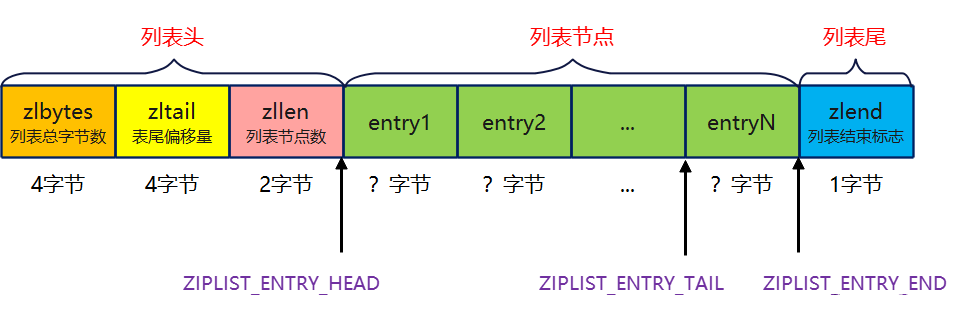 列表头 列表节点 列表尾
zlbytes zltail zllen entry1 entry2 ... entryN zlend
列表总字节数 表尾偏移量 列表节点数 列表结束标志
4字节 4字节 2字节 ？字节 ？字节 ... ？字节 1字节
ZIPLIST_ENTRY_HEAD ZIPLIST_ENTRY_TAIL ZIPLIST_ENTRY_END